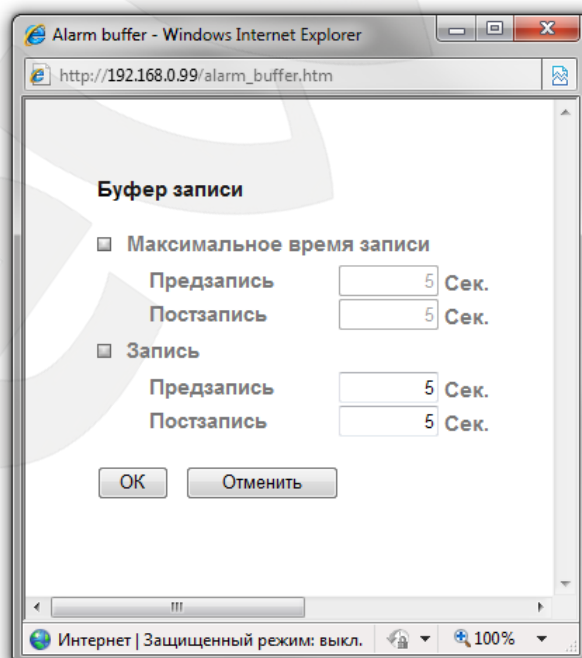 Alarm buffer - Windows Internet Explorer
http://192.168.0.99/alarm_buffer.htm
Буфер записи
Максимальное время записи
Предзапись 5 Сек.
Постзапись 5 Сек.
Запись
Предзапись 5 Сек.
Постзапись 5 Сек.
ОК Отменить
Интернет | Защищенный режим: выкл. 100%